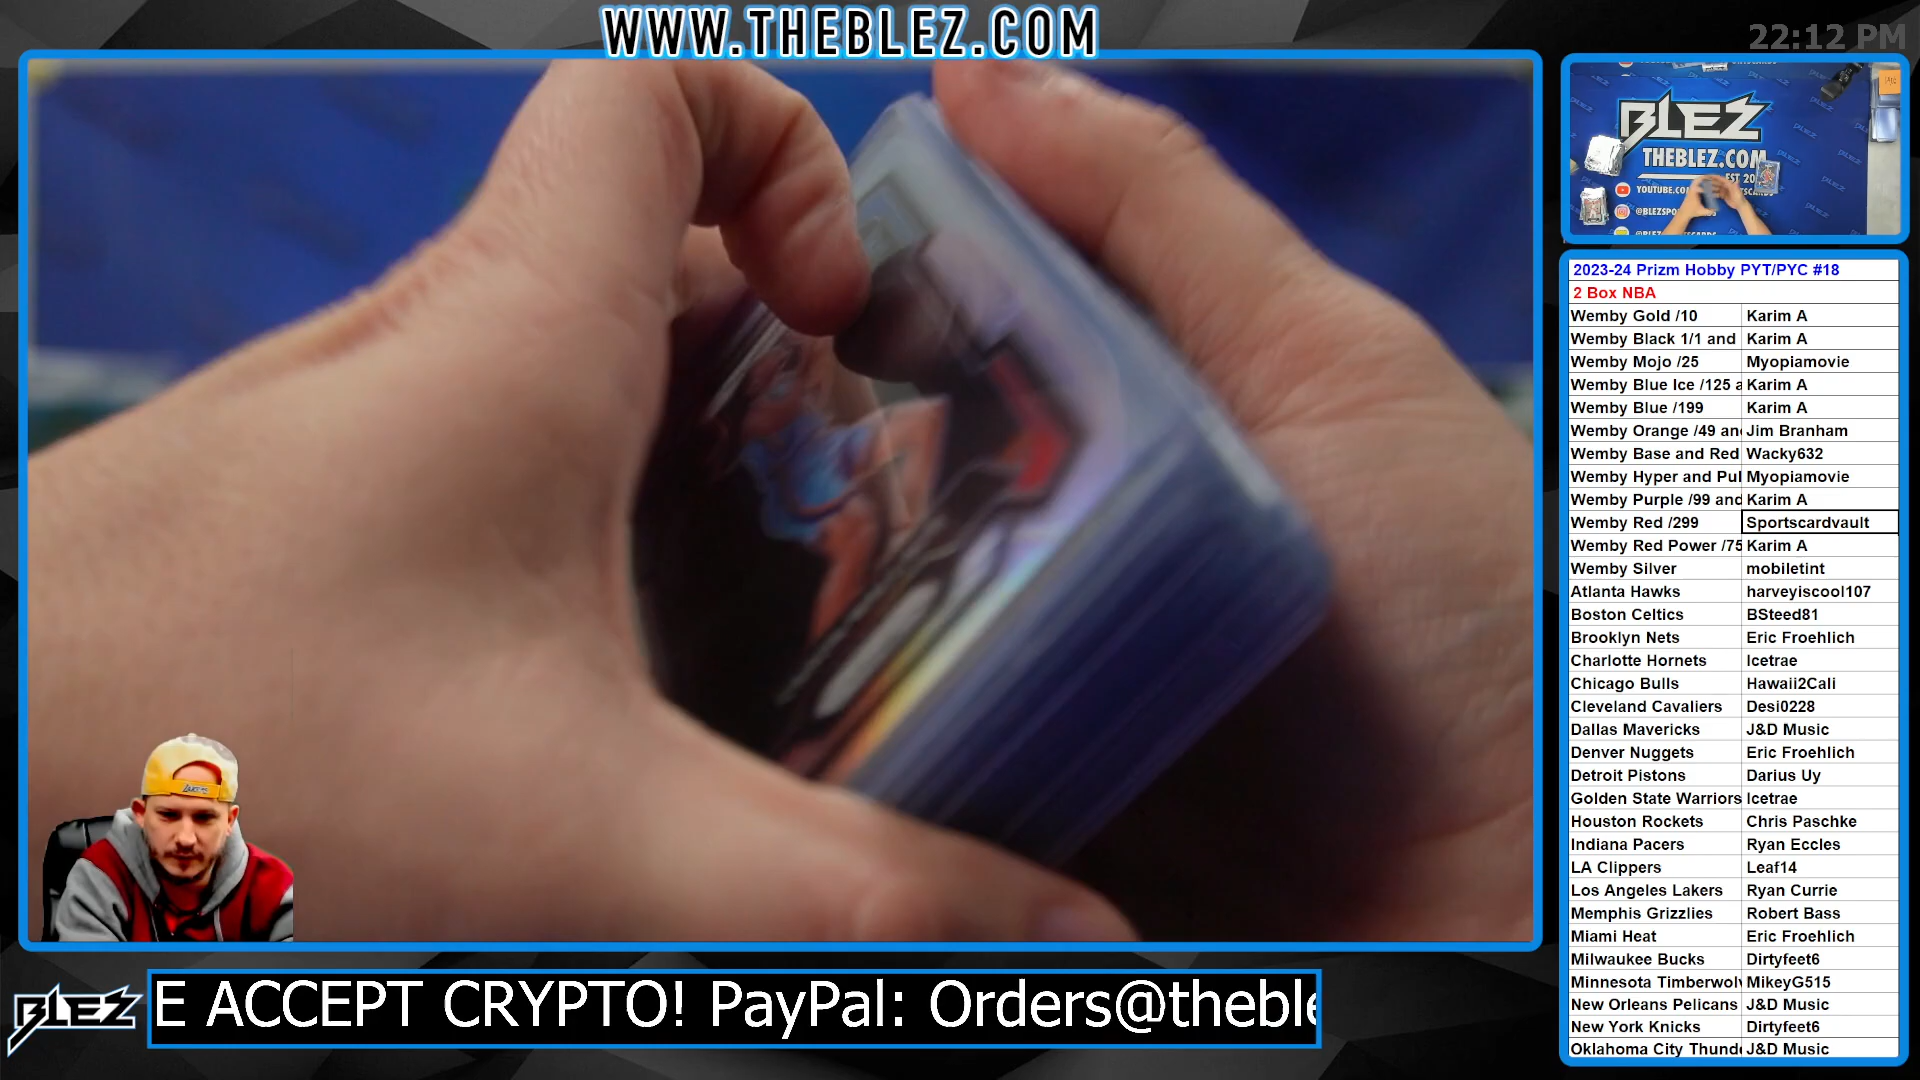 WWW.THEBLEZ.COM
22:12 PM
BLEZ
THEBLEZ.COM
EST 20
YOUTUBE.CO
@BLEZSPO
2023-24 Prizm Hobby PYT/PYC #18
2 Box NBA
Wemby Gold /10 Karim A
Wemby Black 1/1 and Karim A
Wemby Mojo /25 Myopiamovie
Wemby Blue Ice /125 a Karim A
Wemby Blue /199 Karim A
Wemby Orange /49 an Jim Branham
Wemby Base and Red Wacky632
Wemby Hyper and Pul Myopiamovie
Wemby Purple /99 and Karim A
Wemby Red /299 Sportscardvault
Wemby Red Power /75 Karim A
Wemby Silver mobiletint
Atlanta Hawks harveyiscool107
Boston Celtics BSteed81
Brooklyn Nets Eric Froehlich
Charlotte Hornets Icetrae
Chicago Bulls Hawaii2Cali
Cleveland Cavaliers Desi0228
Dallas Mavericks J&D Music
Denver Nuggets Eric Froehlich
Detroit Pistons Darius Uy
Golden State Warriors Icetrae
Houston Rockets Chris Paschke
Indiana Pacers Ryan Eccles
LA Clippers Leaf14
Los Angeles Lakers Ryan Currie
Memphis Grizzlies Robert Bass
Miami Heat Eric Froehlich
Milwaukee Bucks Dirtyfeet6
Minnesota Timberwolv MikeyG515
New Orleans Pelicans J&D Music
New York Knicks Dirtyfeet6
Oklahoma City Thund J&D Music
BLEZ
E ACCEPT CRYPTO! PayPal: Orders@theble